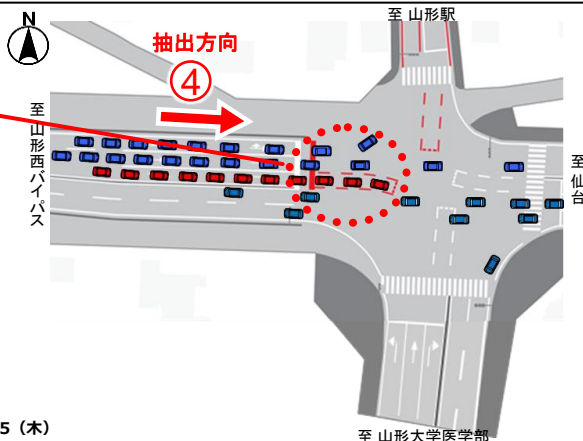 N
至 山形駅
抽出方向
④
至 山形西バイパス
至 仙台
5（木）
至 山形大学医学部